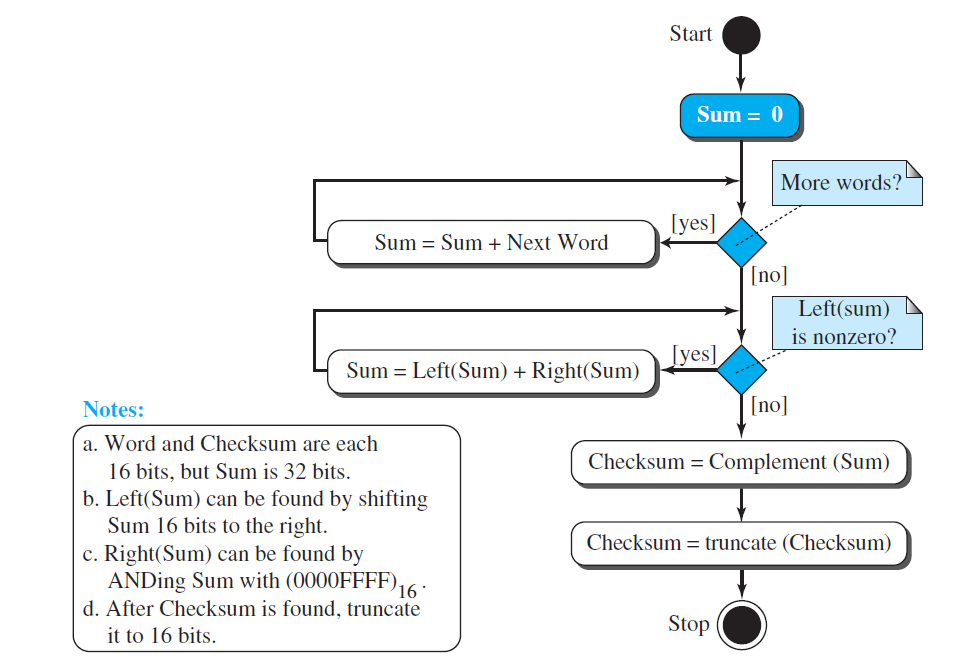 Start
Sum = 0
More words?
[yes]
Sum = Sum + Next Word
[no]
Left(sum)
is nonzero?
[yes]
Sum = Left(Sum) + Right(Sum)
[no]
Notes:
a. Word and Checksum are each
16 bits, but Sum is 32 bits.
b. Left(Sum) can be found by shifting
Sum 16 bits to the right.
c. Right(Sum) can be found by
ANDing Sum with (0000FFFF)16 .
d. After Checksum is found, truncate
it to 16 bits.
Checksum = Complement (Sum)
Checksum = truncate (Checksum)
Stop